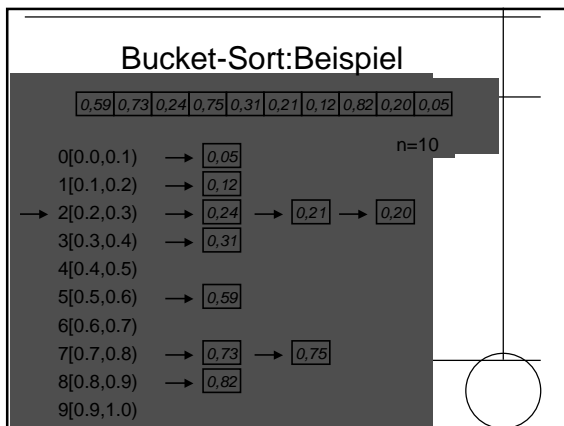 Bucket-Sort:Beispiel
0,59 0,73 0,24 0,75 0,31 0,21 0,12 0,82 0,20 0,05
n=10
0[0.0,0.1) 0,05
1[0.1,0.2) 0,12
2[0.2,0.3) 0,24 0,21 0,20
3[0.3,0.4) 0,31
4[0.4,0.5)
5[0.5,0.6) 0,59
6[0.6,0.7)
7[0.7,0.8) 0,73 0,75
8[0.8,0.9) 0,82
9[0.9,1.0)